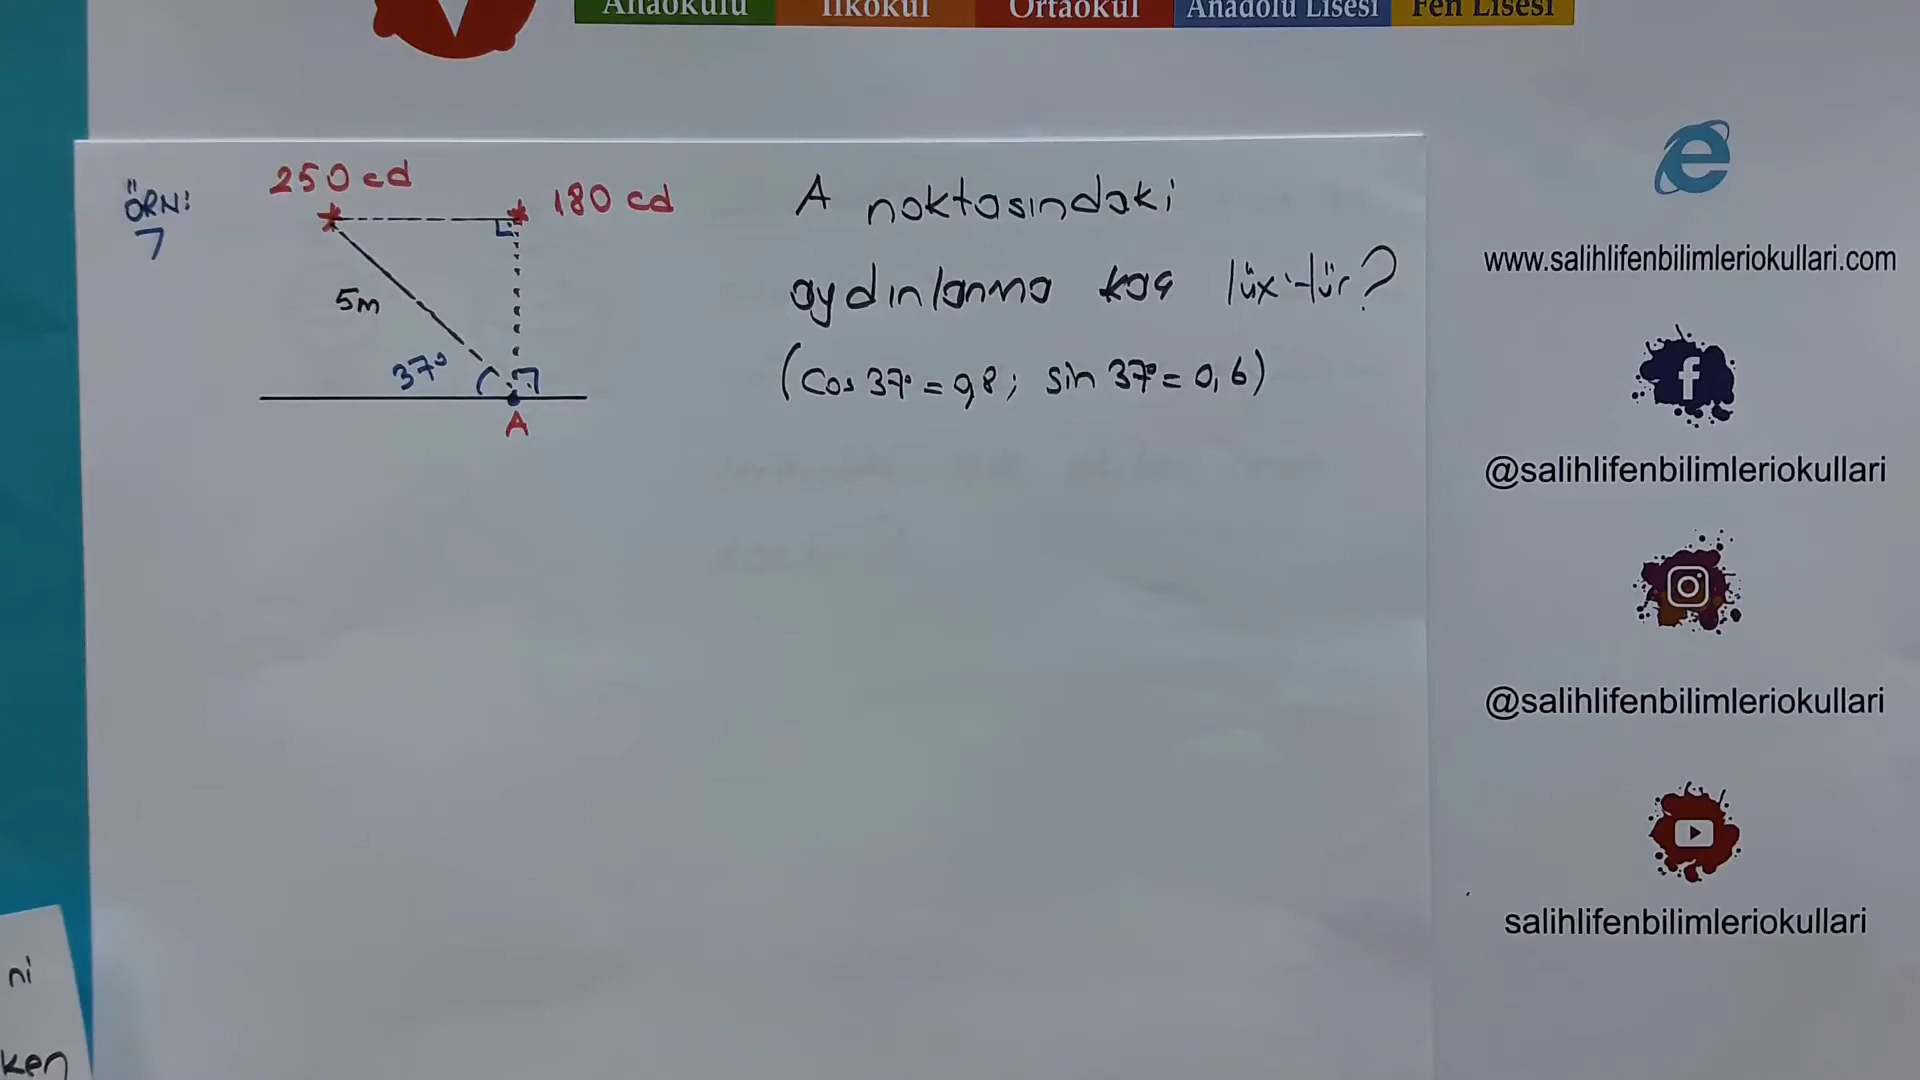 Anaokulu İlkokul Ortaokul Anadolu Lisesi Fen Lisesi
ÖRN:
7
250 cd
180 cd
5m
37°
A
A noktasındaki
aydınlanma kaç lüx'tür?
(cos 37° = 0,8; sin 37° = 0,6)
www.salihlifenbilimleriokullari.com
@salihlifenbilimleriokullari
@salihlifenbilimleriokullari
salihlifenbilimleriokullari
ni
ken